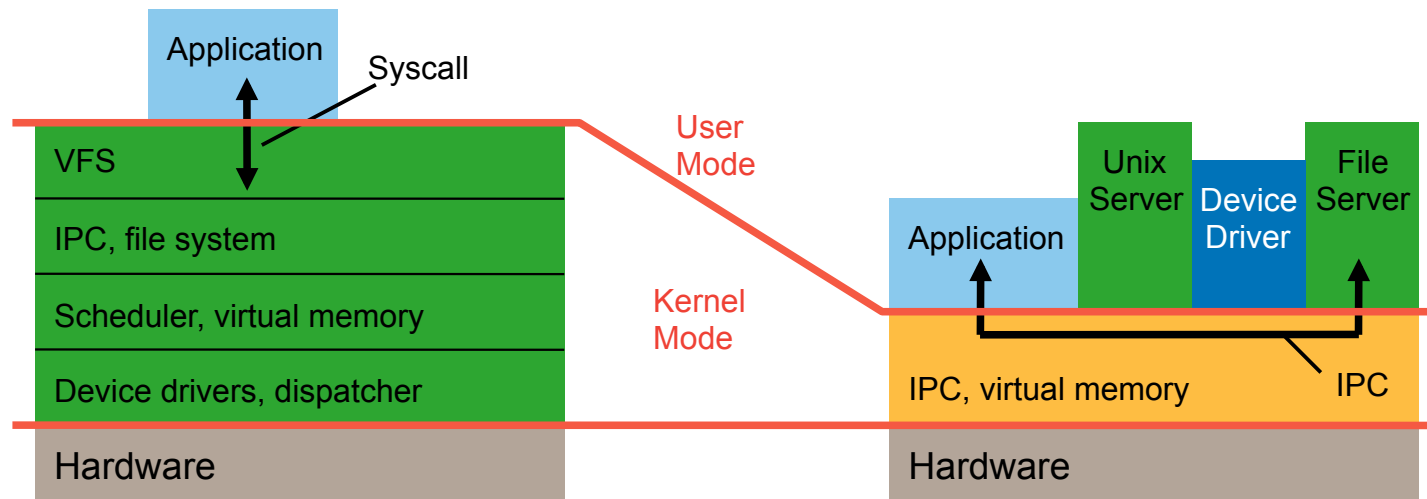 Application
Syscall
VFS
IPC, file system
Scheduler, virtual memory
Device drivers, dispatcher
Hardware
User
Mode
Kernel
Mode
Application
Unix
Server
Device
Driver
File
Server
IPC, virtual memory
IPC
Hardware